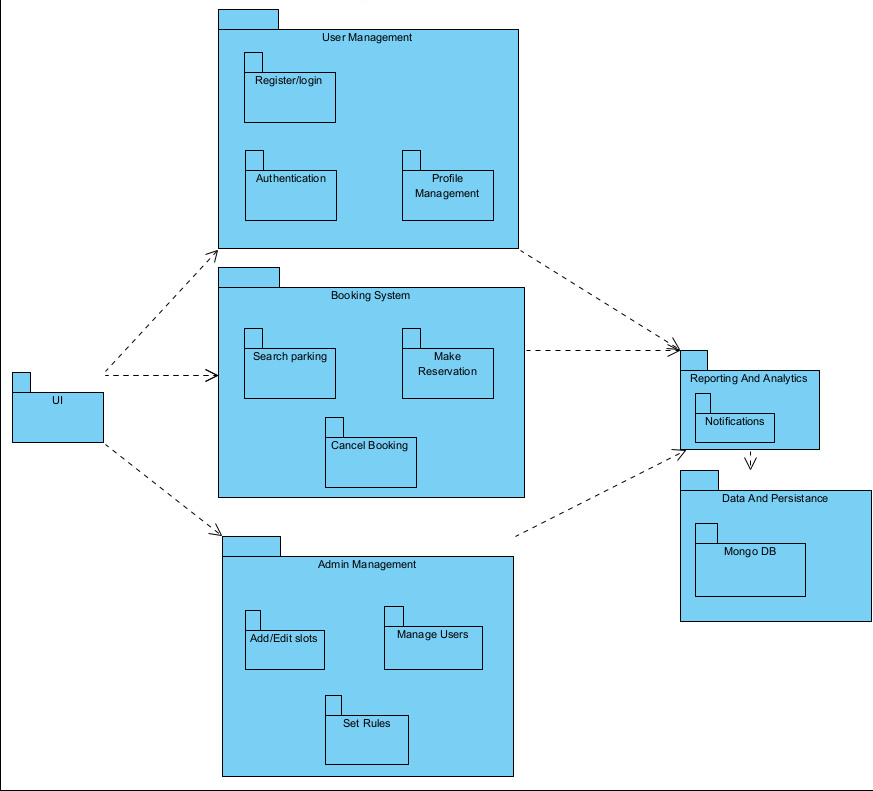 User Management
Register/login
Authentication
Profile
Management
Booking System
Search parking
Make
Reservation
Cancel Booking
UI
Reporting And Analytics
Notifications
Data And Persistance
Mongo DB
Admin Management
Add/Edit slots
Manage Users
Set Rules